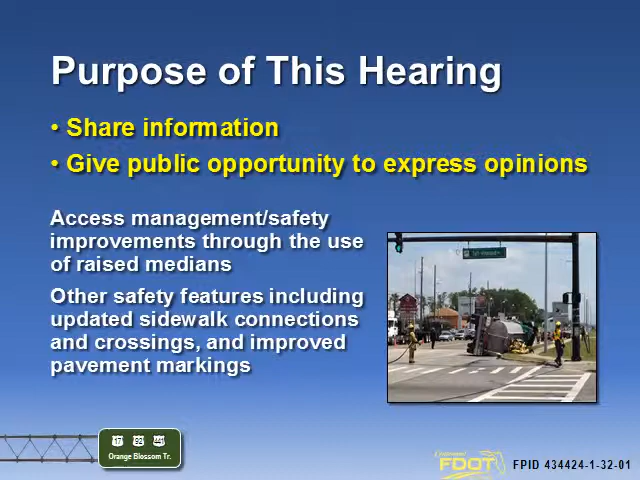 Purpose of This Hearing
• Share information
• Give public opportunity to express opinions
Access management/safety
improvements through the use
of raised medians
Other safety features including
updated sidewalk connections
and crossings, and improved
pavement markings
17 92 441
Orange Blossom Tr.
FDOT
FPID 434424-1-32-01